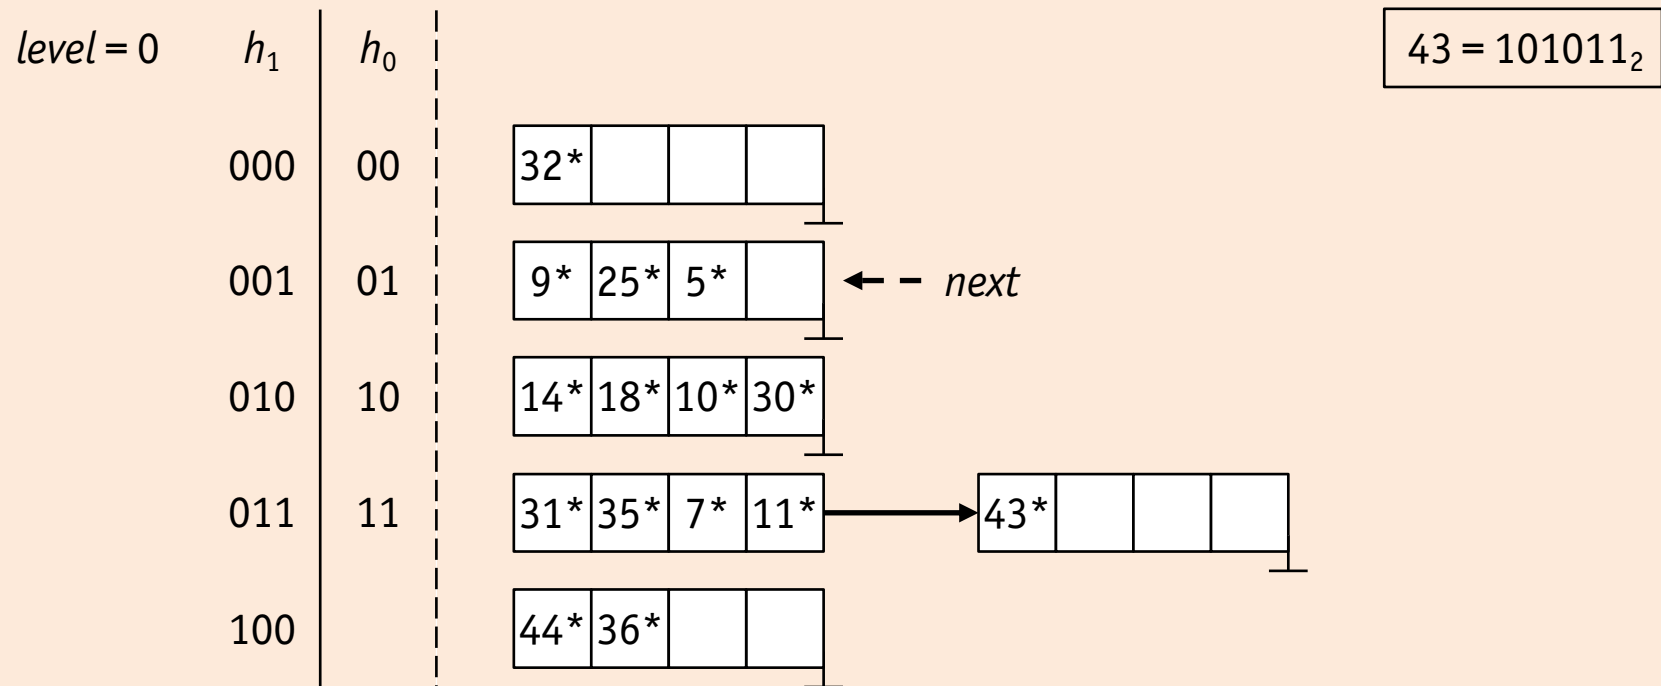 level = 0 h₁ h₀ 43 = 101011₂
000 00 32*
001 01 9* 25* 5* next
010 10 14* 18* 10* 30*
011 11 31* 35* 7* 11* 43*
100 44* 36*